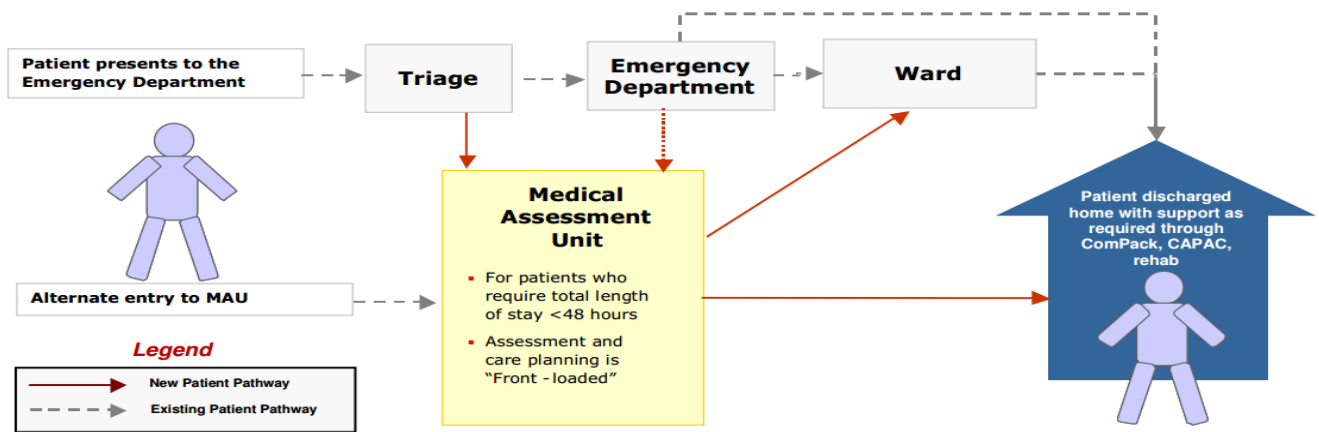 Patient presents to the
Emergency Department
Triage
Emergency
Department
Ward
Medical
Assessment
Unit
▪ For patients who
require total length
of stay <48 hours
▪ Assessment and
care planning is
“Front -loaded”
Patient discharged
home with support as
required through
ComPack, CAPAC,
rehab
Alternate entry to MAU
Legend
New Patient Pathway
Existing Patient Pathway